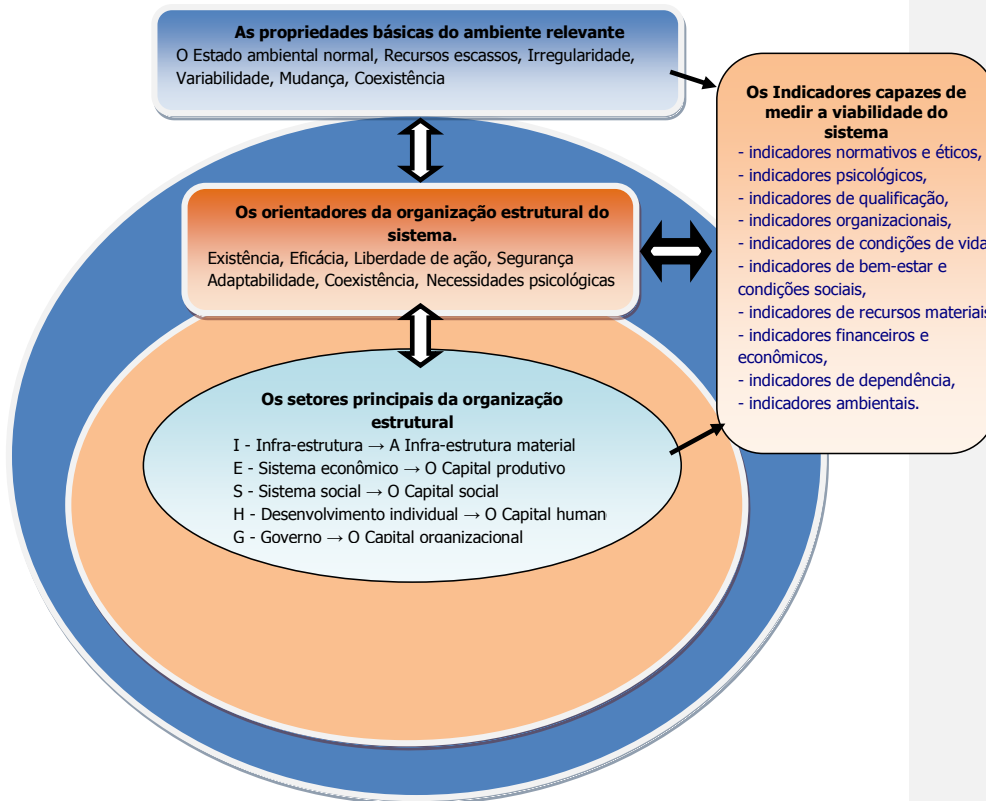 As propriedades básicas do ambiente relevante
O Estado ambiental normal, Recursos escassos, Irregularidade,
Variabilidade, Mudança, Coexistência
Os Indicadores capazes de
medir a viabilidade do
sistema
- indicadores normativos e éticos,
- indicadores psicológicos,
- indicadores de qualificação,
- indicadores organizacionais,
- indicadores de condições de vida
- indicadores de bem-estar e
condições sociais,
- indicadores de recursos materiais
- indicadores financeiros e
econômicos,
- indicadores de dependência,
- indicadores ambientais.
Os orientadores da organização estrutural do
sistema.
Existência, Eficácia, Liberdade de ação, Segurança
Adaptabilidade, Coexistência, Necessidades psicológicas
Os setores principais da organização
estrutural
I - Infra-estrutura → A Infra-estrutura material
E - Sistema econômico → O Capital produtivo
S - Sistema social → O Capital social
H - Desenvolvimento individual → O Capital human
G - Governo → O Capital organizacional